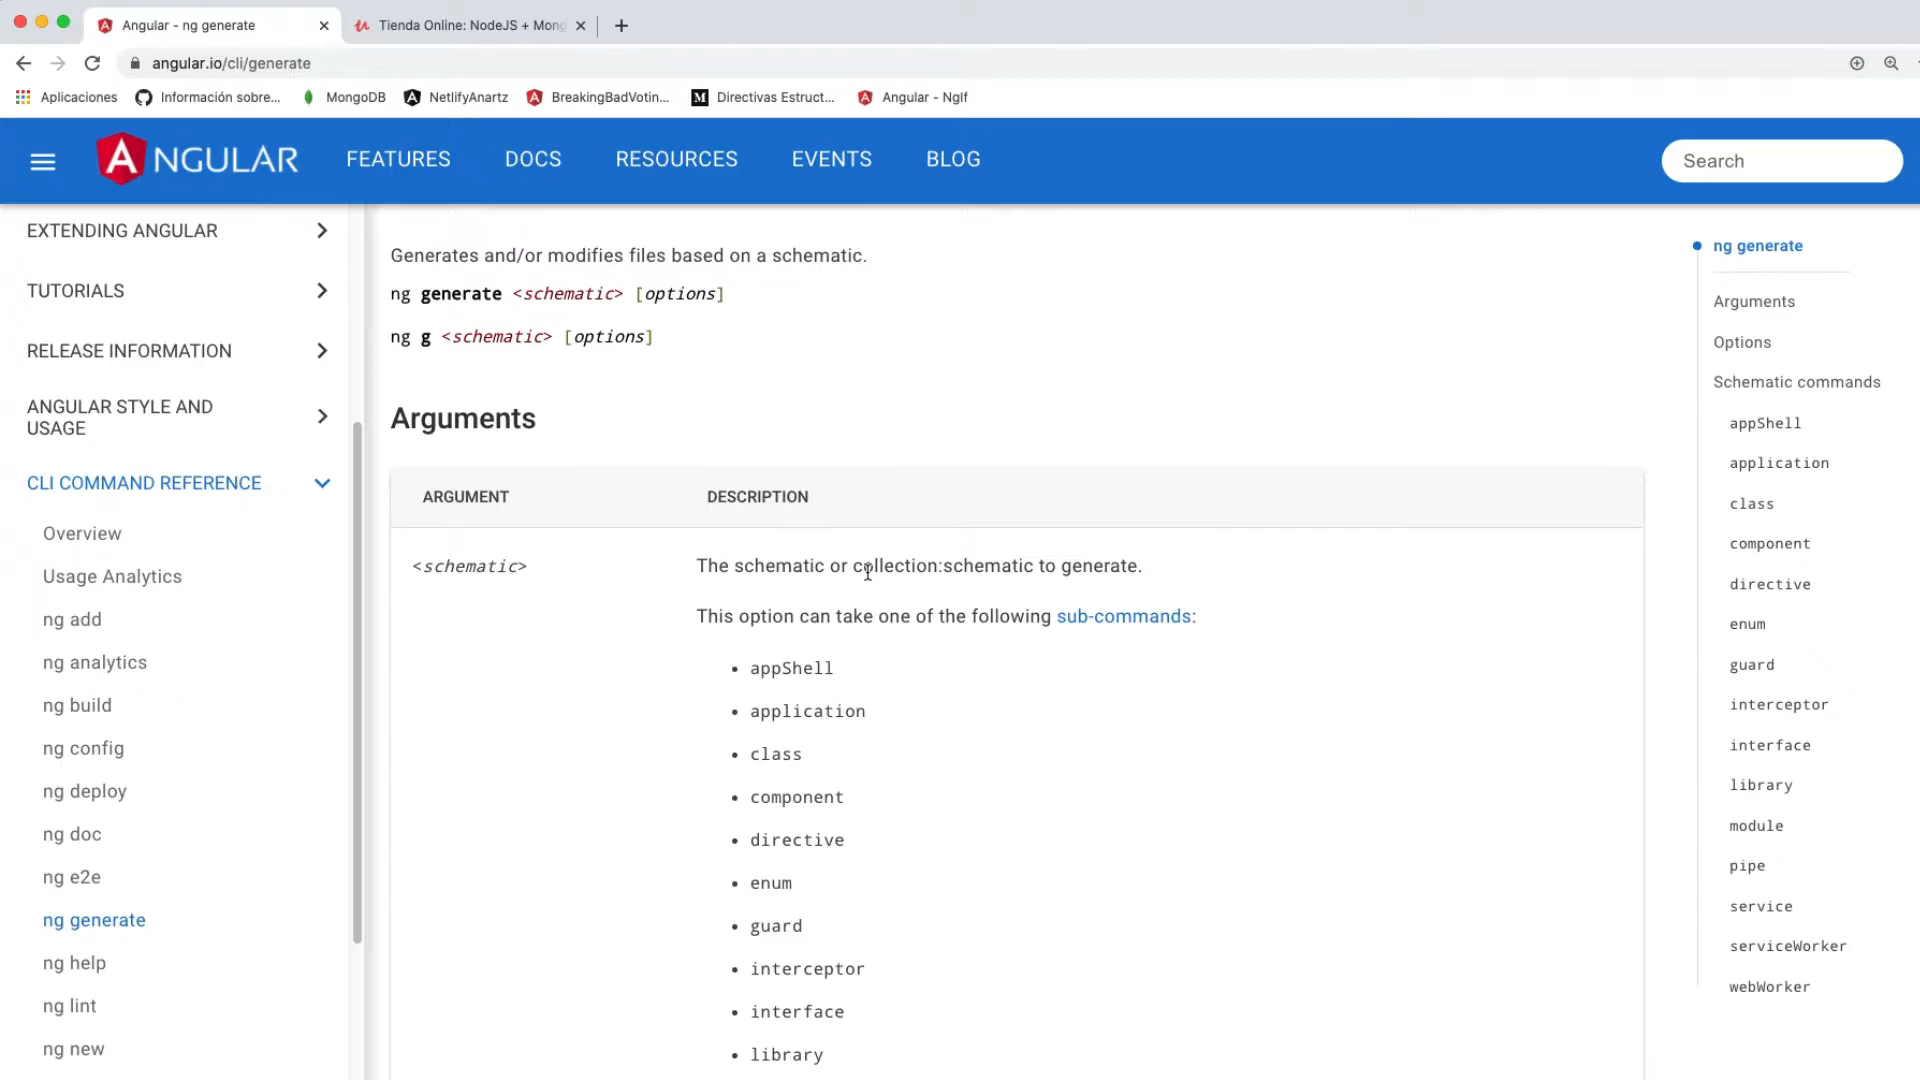 Angular - ng generate
Tienda Online: NodeJS + Mong
angular.io/cli/generate
Aplicaciones
Información sobre...
MongoDB
NetlifyAnartz
BreakingBadVotin...
Directivas Estruct...
Angular - NgIf
ANGULAR
FEATURES
DOCS
RESOURCES
EVENTS
BLOG
Search
EXTENDING ANGULAR
TUTORIALS
RELEASE INFORMATION
ANGULAR STYLE AND
USAGE
CLI COMMAND REFERENCE
Overview
Usage Analytics
ng add
ng analytics
ng build
ng config
ng deploy
ng doc
ng e2e
ng generate
ng help
ng lint
ng new
Generates and/or modifies files based on a schematic.
ng generate <schematic> [options]
ng g <schematic> [options]
Arguments
ARGUMENT
DESCRIPTION
<schematic>
The schematic or collection:schematic to generate.
This option can take one of the following sub-commands:
• appShell
• application
• class
• component
• directive
• enum
• guard
• interceptor
• interface
• library
ng generate
Arguments
Options
Schematic commands
appShell
application
class
component
directive
enum
guard
interceptor
interface
library
module
pipe
service
serviceWorker
webWorker